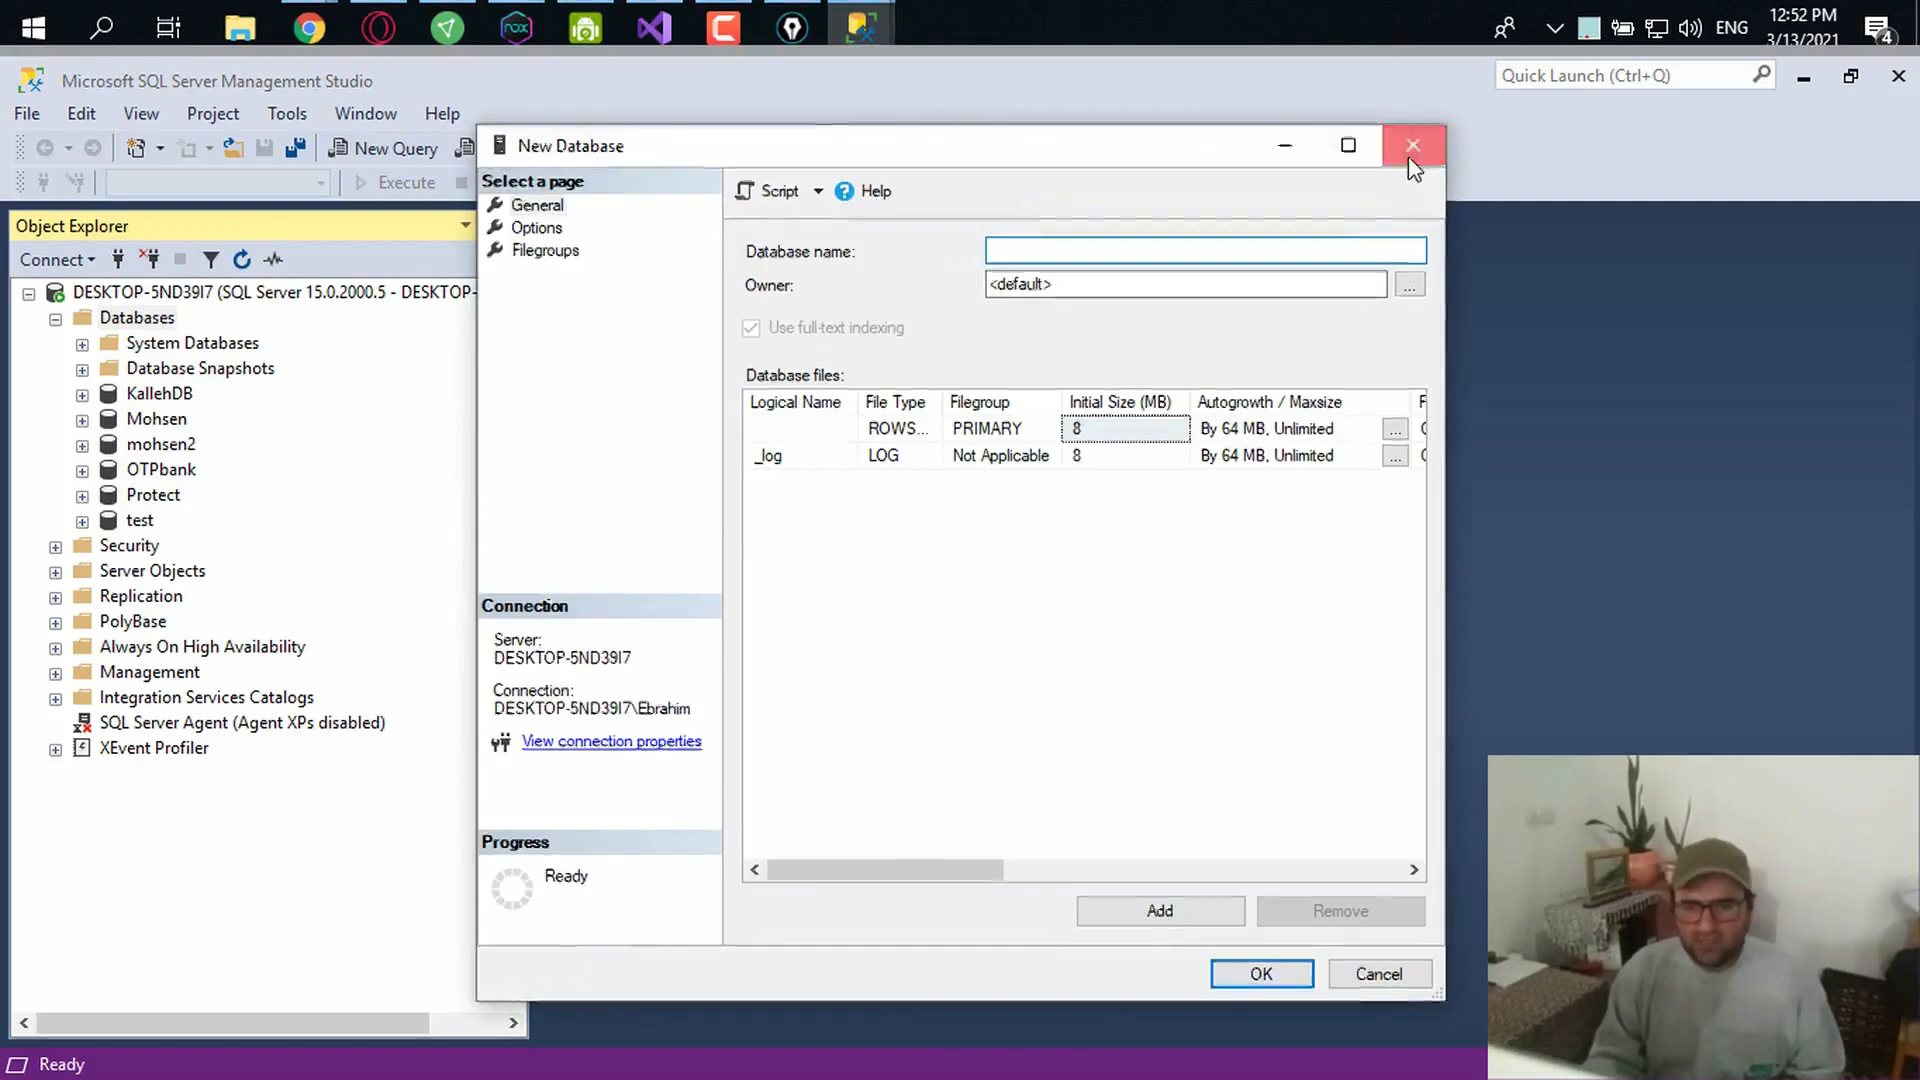 12:52 PM
ENG
3/13/2021
4
nox
Microsoft SQL Server Management Studio
Quick Launch (Ctrl+Q)
File Edit View Project Tools Window Help
New Query
Execute
Object Explorer
Connect
DESKTOP-5ND39I7 (SQL Server 15.0.2000.5 - DESKTOP-
Databases
System Databases
Database Snapshots
KallehDB
Mohsen
mohsen2
OTPbank
Protect
test
Security
Server Objects
Replication
PolyBase
Always On High Availability
Management
Integration Services Catalogs
SQL Server Agent (Agent XPs disabled)
XEvent Profiler
New Database
Select a page
General
Options
Filegroups
Connection
Server:
DESKTOP-5ND39I7
Connection:
DESKTOP-5ND39I7\Ebrahim
View connection properties
Progress
Ready
Script Help
Database name:
Owner: <default> ...
Use full-text indexing
Database files:
Logical Name File Type Filegroup Initial Size (MB) Autogrowth / Maxsize
ROWS... PRIMARY 8 By 64 MB, Unlimited ...
_log LOG Not Applicable 8 By 64 MB, Unlimited ...
Add Remove
OK Cancel
Ready